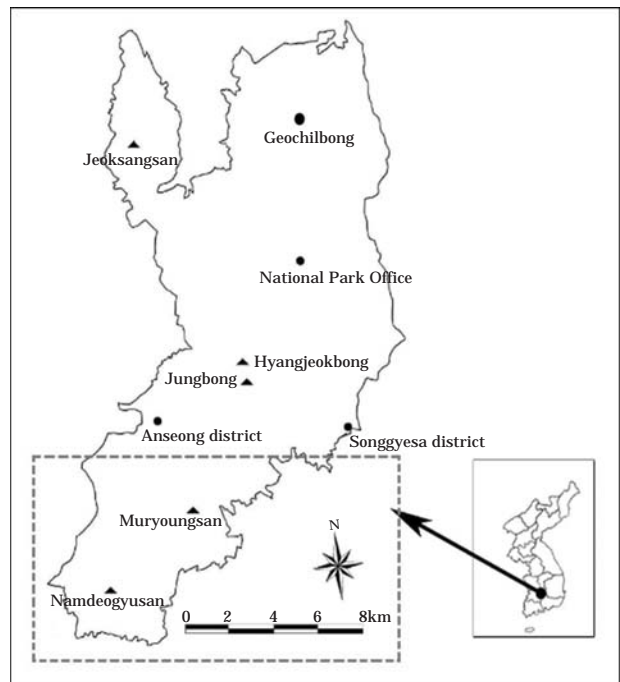 Geochilbong
Jeoksangsan
National Park Office
Hyangjeokbong
Jungbong
Anseong district
Songgyesa district
Muryoungsan
N
Namdeogyusan
0 2 4 6 8km